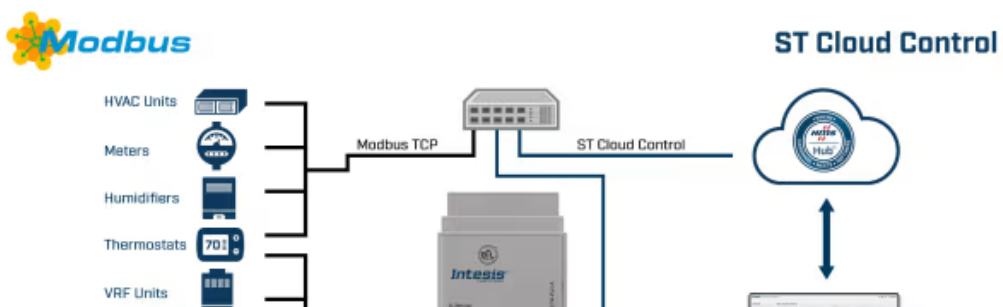 Modbus
ST Cloud Control
HVAC Units
Meters
Modbus TCP
ST Cloud Control
HMS
Hub
Humidifiers
Thermostats
70
Intesis
VRF Units